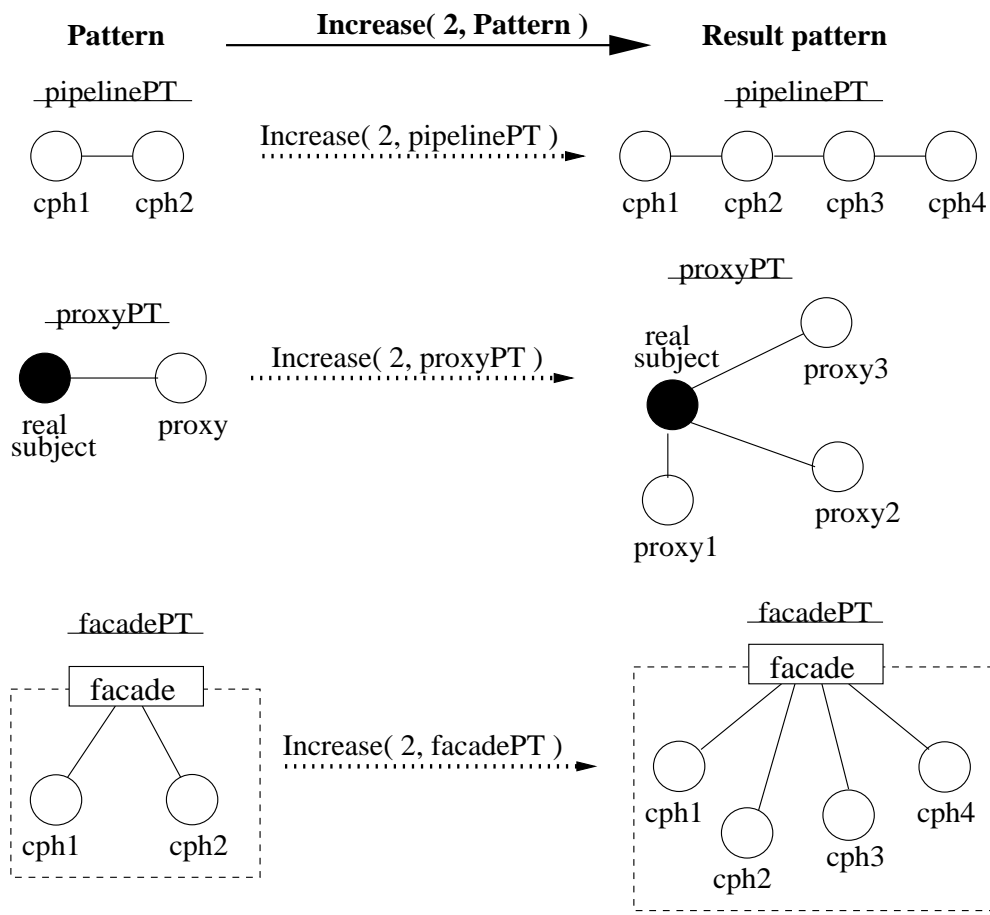 Pattern
Increase( 2, Pattern )
Result pattern
pipelinePT
cph1
cph2
Increase( 2, pipelinePT )
pipelinePT
cph1
cph2
cph3
cph4
proxyPT
real
subject
proxy
Increase( 2, proxyPT )
proxyPT
real
subject
proxy3
proxy2
proxy1
facadePT
facade
cph1
cph2
Increase( 2, facadePT )
facadePT
facade
cph1
cph2
cph3
cph4